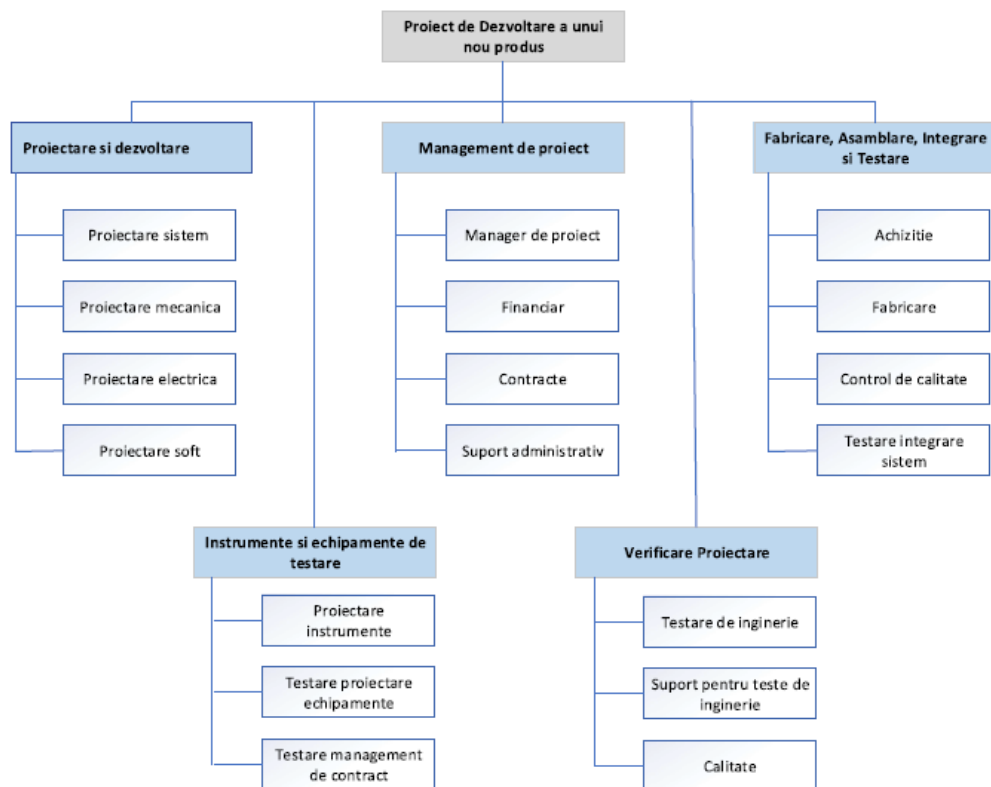 Proiect de Dezvoltare a unui
nou produs
Proiectare si dezvoltare
Management de proiect
Fabricare, Asamblare, Integrare
si Testare
Proiectare sistem
Manager de proiect
Achizitie
Proiectare mecanica
Financiar
Fabricare
Proiectare electrica
Contracte
Control de calitate
Proiectare soft
Suport administrativ
Testare integrare
sistem
Instrumente si echipamente de
testare
Verificare Proiectare
Proiectare
instrumente
Testare de inginerie
Testare proiectare
echipamente
Suport pentru teste de
inginerie
Testare management
de contract
Calitate